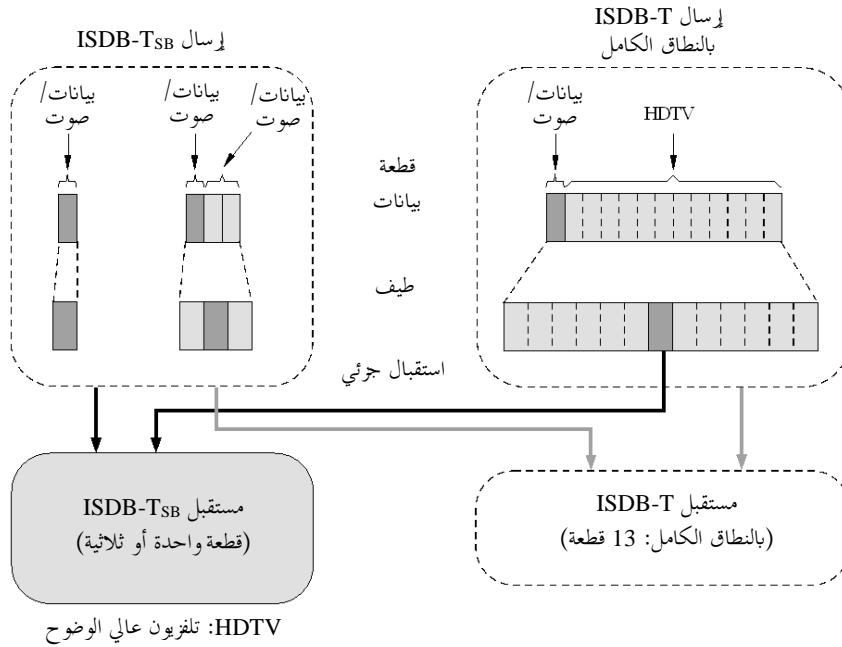 إرسال ISDB-T
بالنطاق الكامل
إرسال ISDB-TSB
بيانات/
صوت
HDTV
بيانات/
صوت
بيانات/
صوت
بيانات/
صوت
قطعة
بيانات
طيف
استقبال جزئي
مستقبل ISDB-T
(بالنطاق الكامل: 13 قطعة)
مستقبل ISDB-TSB
(قطعة واحدة أو ثلاثية)
HDTV: تلفزيون عالي الوضوح